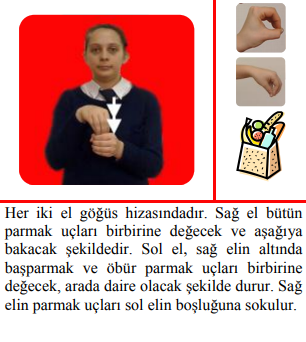 Her iki el göğüs hizasındadır. Sağ el bütün
parmak uçları birbirine değecek ve aşağıya
bakacak şekildedir. Sol el, sağ elin altında
başparmak ve öbür parmak uçları birbirine
değecek, arada daire olacak şekilde durur. Sağ
elin parmak uçları sol elin boşluğuna sokulur.